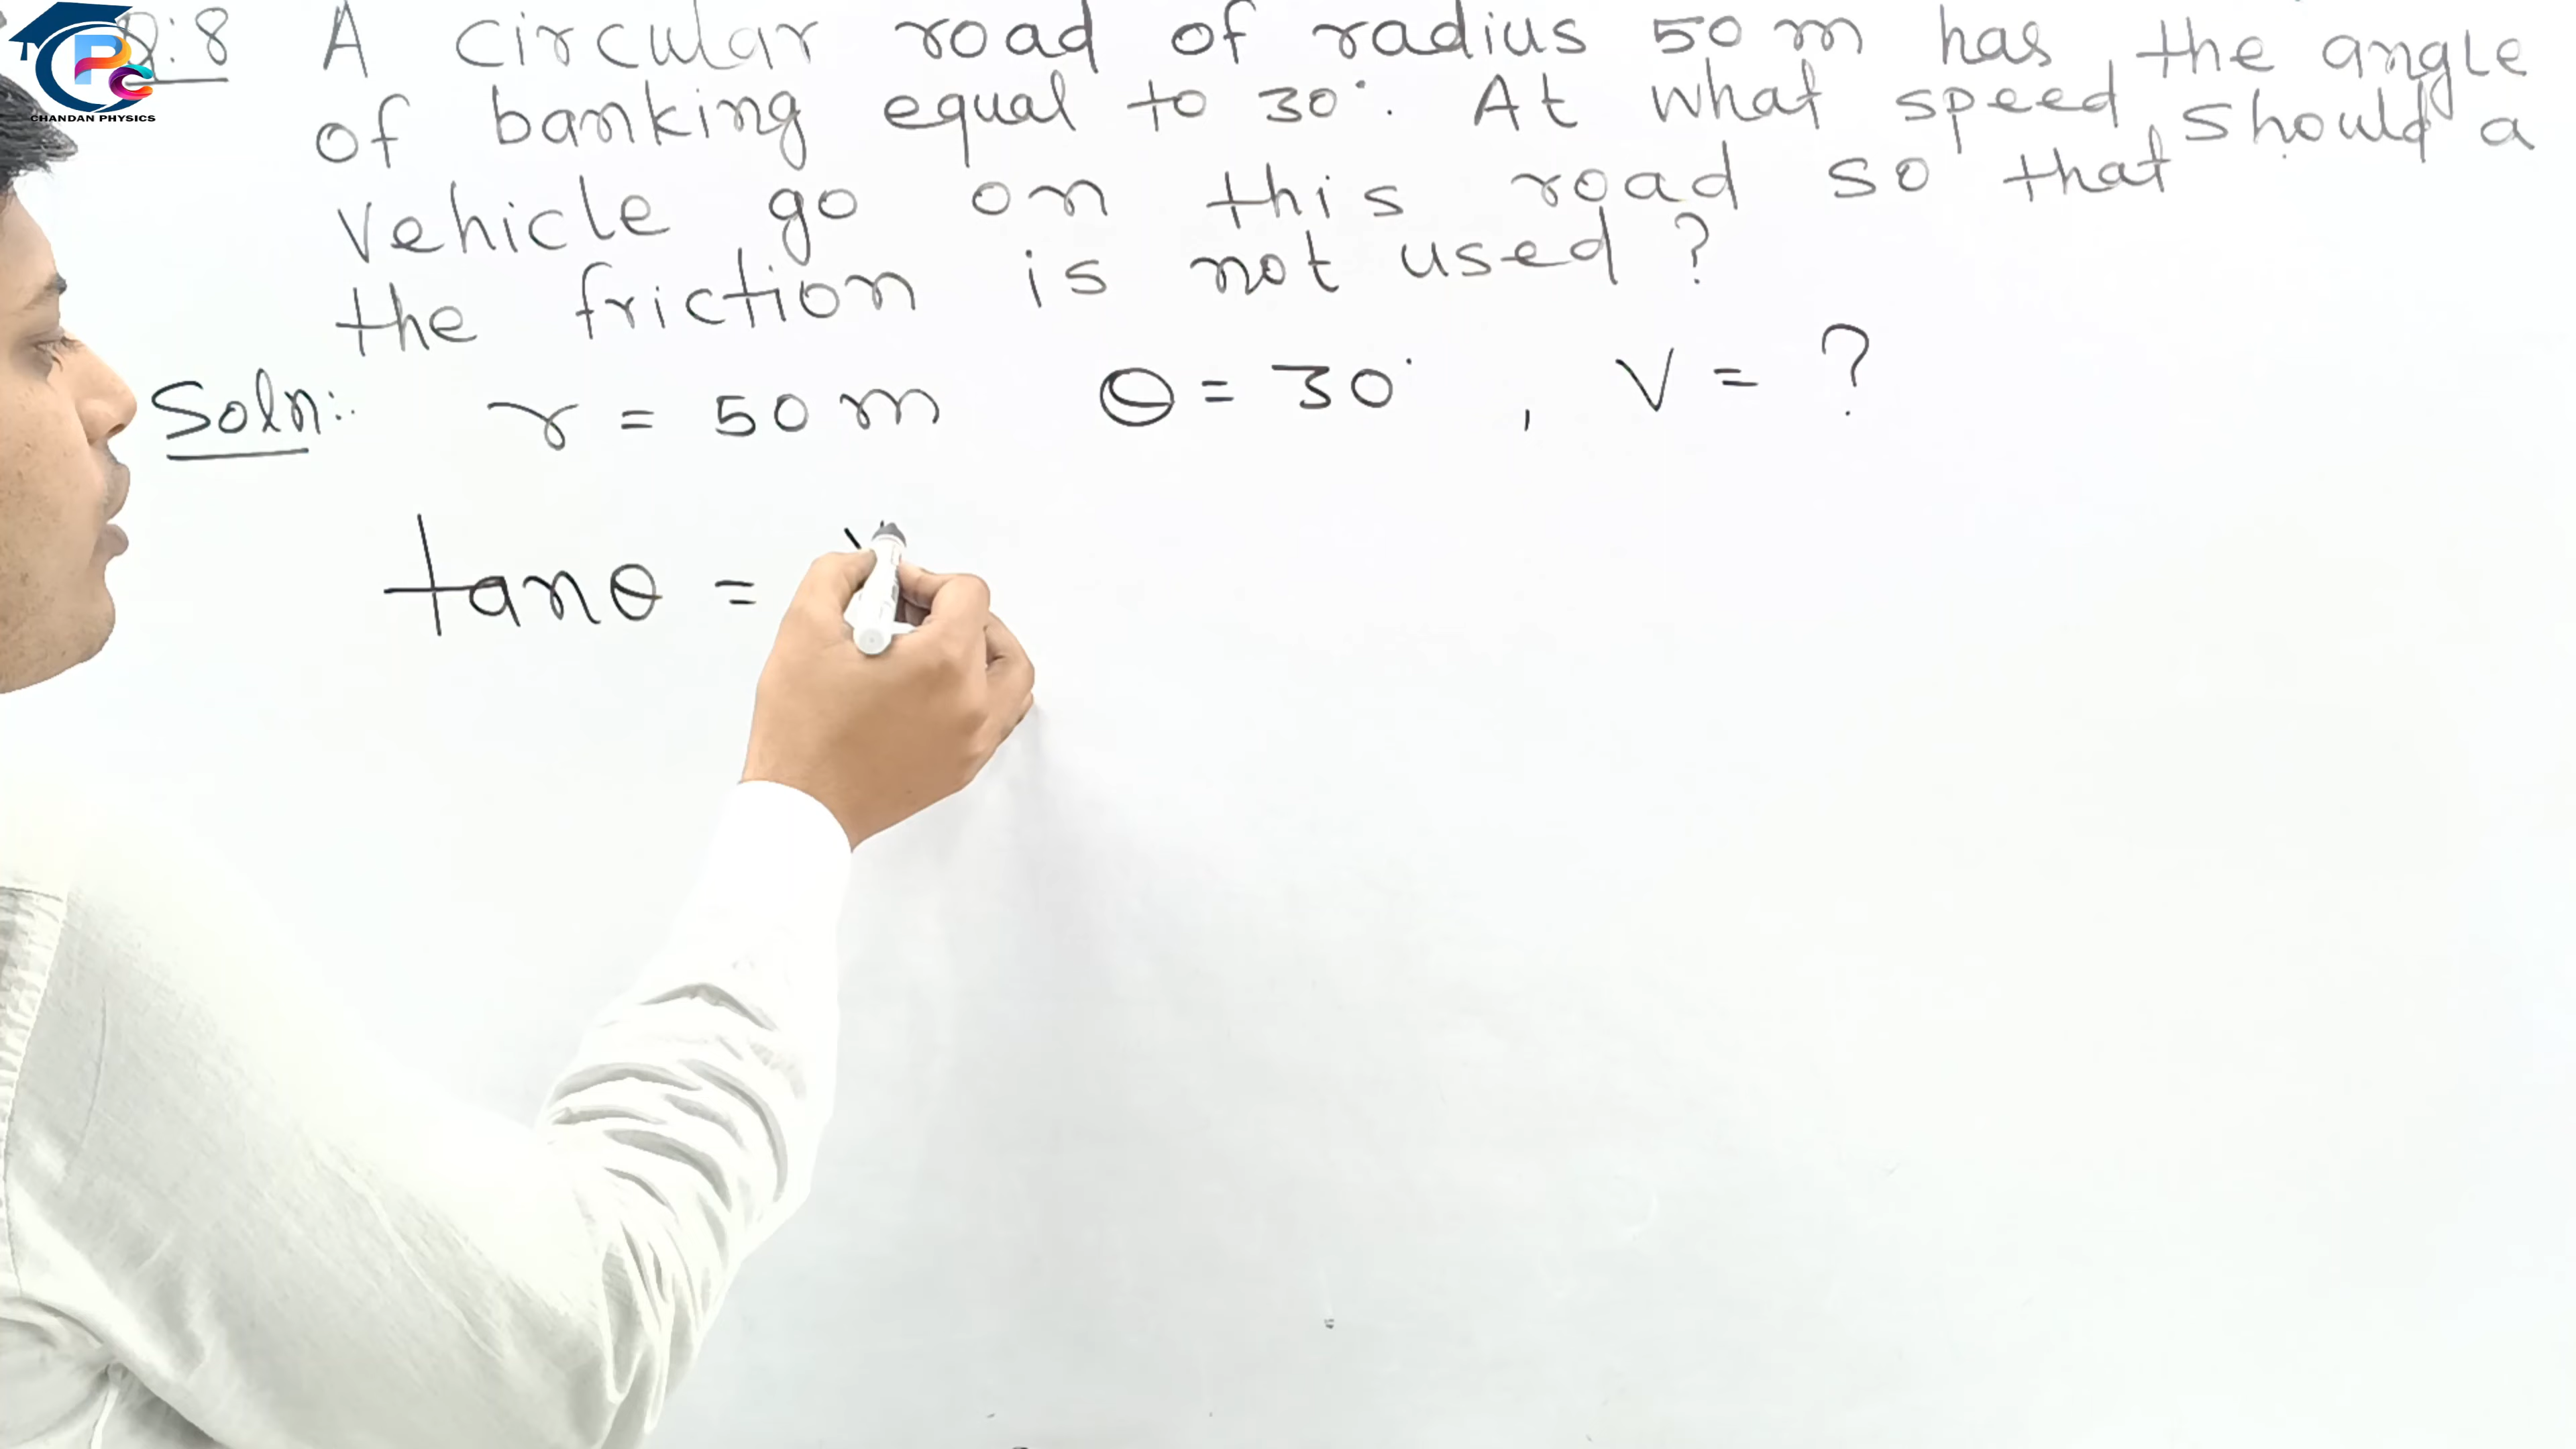 CHANDAN PHYSICS
Q:8 A circular road of radius 50 m has the angle
of banking equal to 30°. At what speed should a
vehicle go on this road so that
the friction is not used ?
Soln:. r = 50 m θ = 30° , V = ?
tanθ =